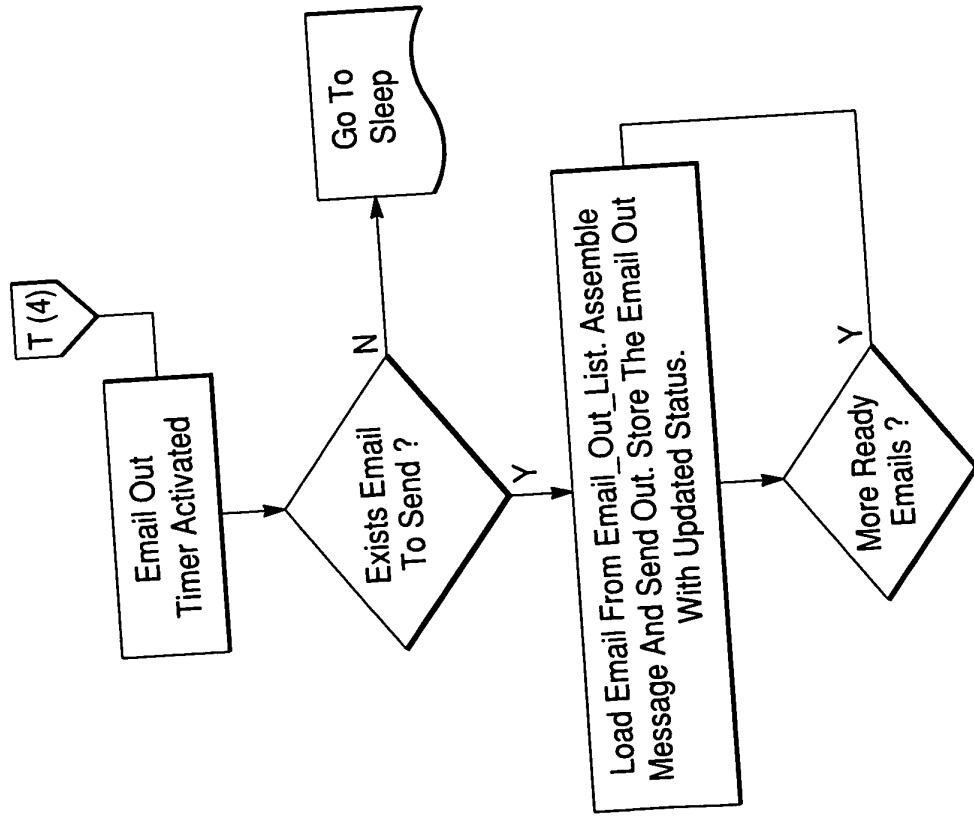 T (4)
Email Out
Timer Activated
Exists Email
To Send ?
N
Go To
Sleep
Y
Load Email From Email_Out_List. Assemble
Message And Send Out. Store The Email Out
With Updated Status.
More Ready
Emails ?
Y